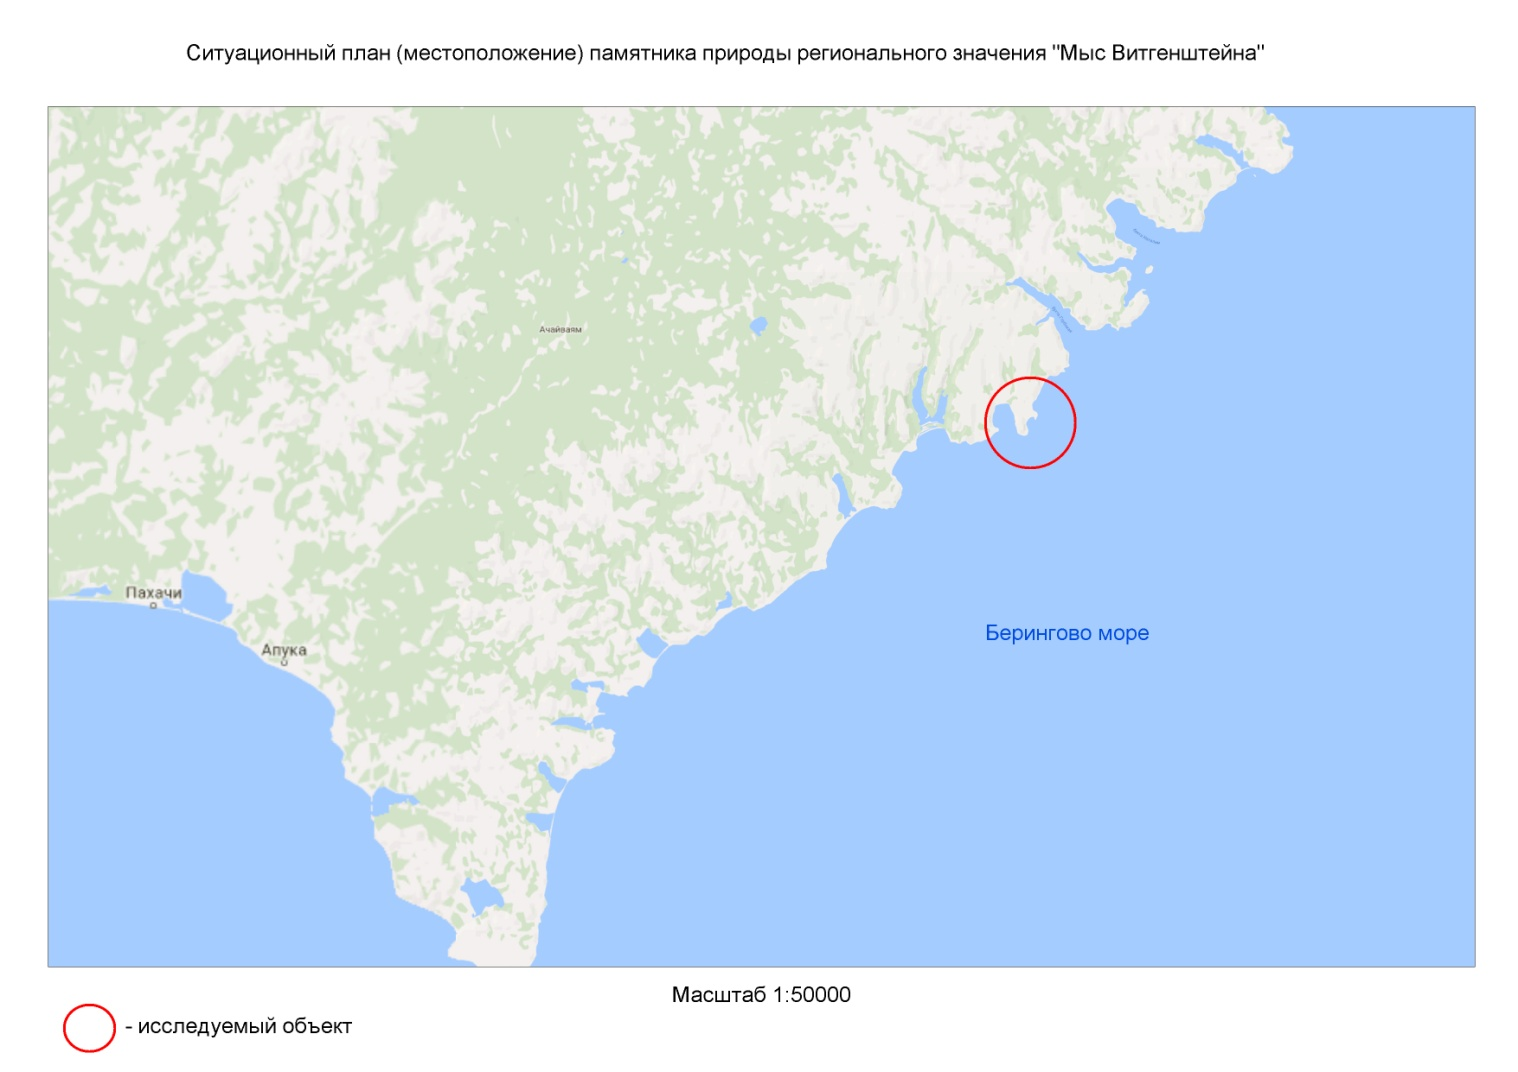 Ситуационный план (местоположение) памятника природы регионального значения "Мыс Витгенштейна"
Ачайваям
Пахачи
Апука
Берингово море
Масштаб 1:50000
- исследуемый объект